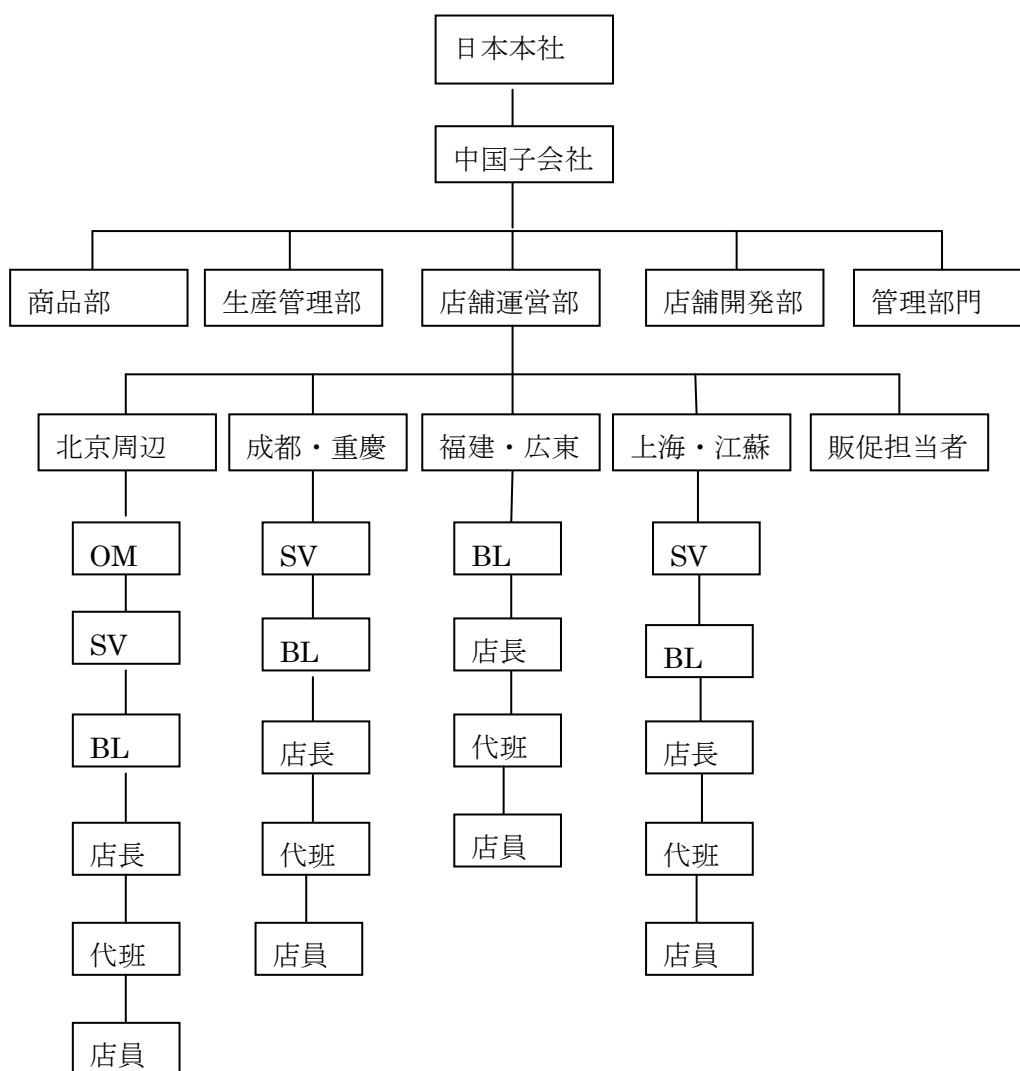 日本本社
中国子会社
商品部
生産管理部
店舗運営部
店舗開発部
管理部門
北京周辺
成都・重慶
福建・広東
上海・江蘇
販促担当者
OM
SV
BL
SV
SV
BL
店長
BL
BL
店長
代班
店長
店長
代班
店員
代班
代班
店員
店員
代班
店員
店員